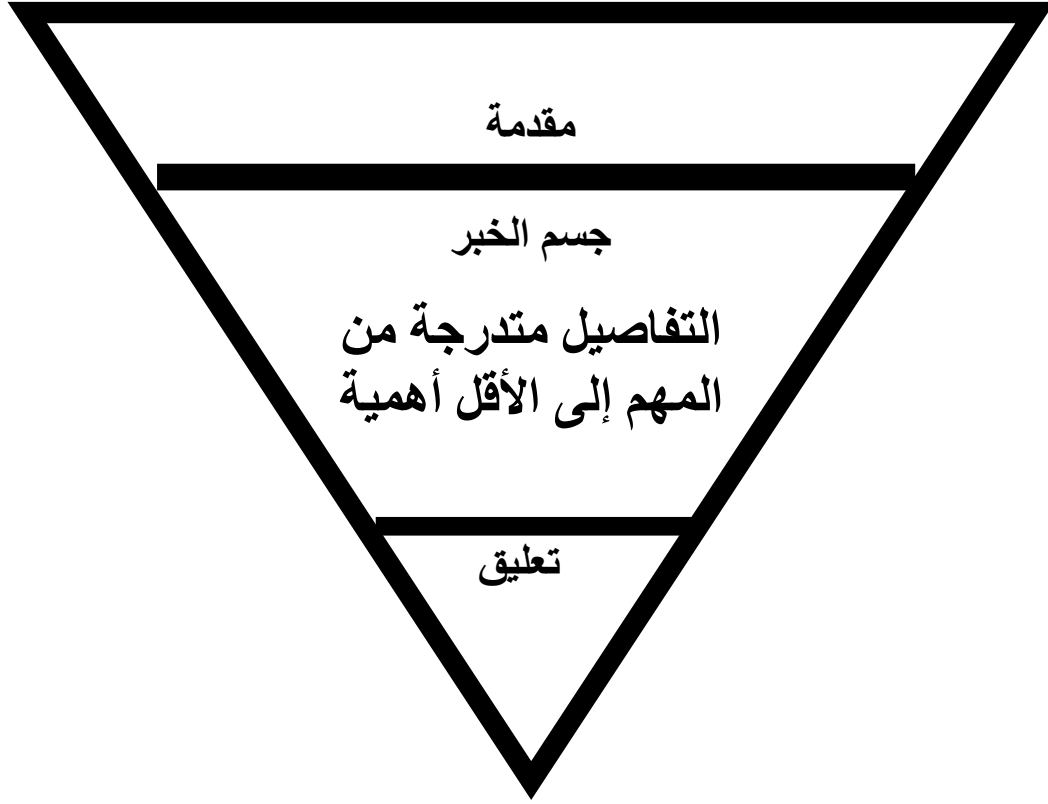 مقدمة
جسم الخبر
التفاصيل متدرجة من
المهم إلى الأقل أهمية
تعليق